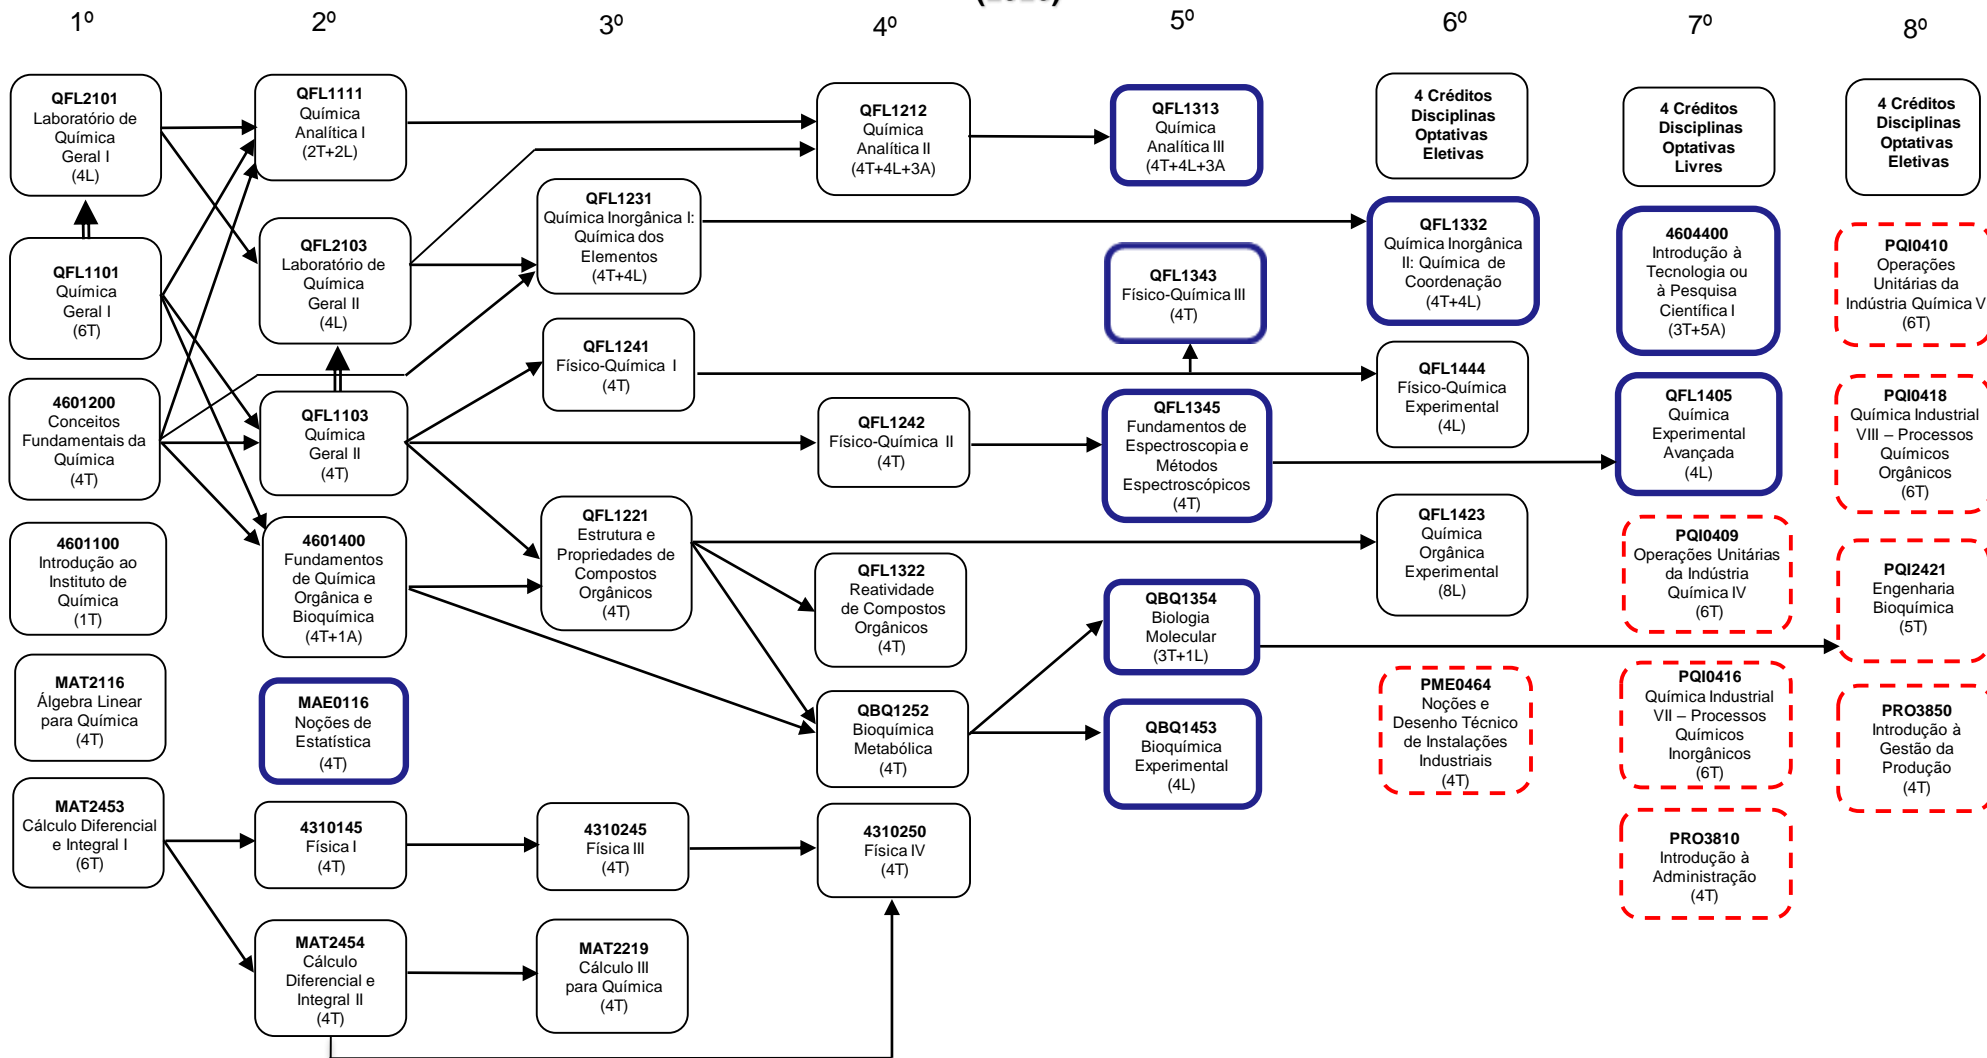 1º
2º
3º
4º
5º
6º
7º
8º
QFL2101
Laboratório de
Química
Geral I
(4L)
QFL1101
Química
Geral I
(6T)
4601200
Conceitos
Fundamentais da
Química
(4T)
4601100
Introdução ao
Instituto de
Química
(1T)
MAT2116
Álgebra Linear
para Química
(4T)
MAT2453
Cálculo Diferencial
e Integral I
(6T)
QFL1111
Química
Analítica I
(2T+2L)
QFL2103
Laboratório de
Química
Geral II
(4L)
QFL1103
Química
Geral II
(4T)
4601400
Fundamentos
de Química
Orgânica e
Bioquímica
(4T+1A)
MAE0116
Noções de
Estatística
(4T)
4310145
Física I
(4T)
MAT2454
Cálculo
Diferencial e
Integral II
(4T)
QFL1231
Química Inorgânica I:
Química dos
Elementos
(4T+4L)
QFL1241
Físico-Química I
(4T)
QFL1221
Estrutura e
Propriedades de
Compostos
Orgânicos
(4T)
4310245
Física III
(4T)
MAT2219
Cálculo III
para Química
(4T)
QFL1212
Química
Analítica II
(4T+4L+3A)
QFL1242
Físico-Química II
(4T)
QFL1322
Reatividade
de Compostos
Orgânicos
(4T)
QBQ1252
Bioquímica
Metabólica
(4T)
4310250
Física IV
(4T)
QFL1313
Química
Analítica III
(4T+4L+3A
QFL1343
Físico-Química III
(4T)
QFL1345
Fundamentos de
Espectroscopia e
Métodos
Espectroscópicos
(4T)
QBQ1354
Biologia
Molecular
(3T+1L)
QBQ1453
Bioquímica
Experimental
(4L)
4 Créditos
Disciplinas
Optativas
Eletivas
QFL1332
Química Inorgânica
II: Química de
Coordenação
(4T+4L)
QFL1444
Físico-Química
Experimental
(4L)
QFL1423
Química
Orgânica
Experimental
(8L)
PME0464
Noções e
Desenho Técnico
de Instalações
Industriais
(4T)
4 Créditos
Disciplinas
Optativas
Livres
4604400
Introdução à
Tecnologia ou
à Pesquisa
Científica I
(3T+5A)
QFL1405
Química
Experimental
Avançada
(4L)
PQI0409
Operações Unitárias
da Indústria
Química IV
(6T)
PQI0416
Química Industrial
VII – Processos
Químicos
Inorgânicos
(6T)
PRO3810
Introdução à
Administração
(4T)
4 Créditos
Disciplinas
Optativas
Eletivas
PQI0410
Operações
Unitárias da
Indústria Química V
(6T)
PQI0418
Química Industrial
VIII – Processos
Químicos
Orgânicos
(6T)
PQI2421
Engenharia
Bioquímica
(5T)
PRO3850
Introdução à
Gestão da
Produção
(4T)